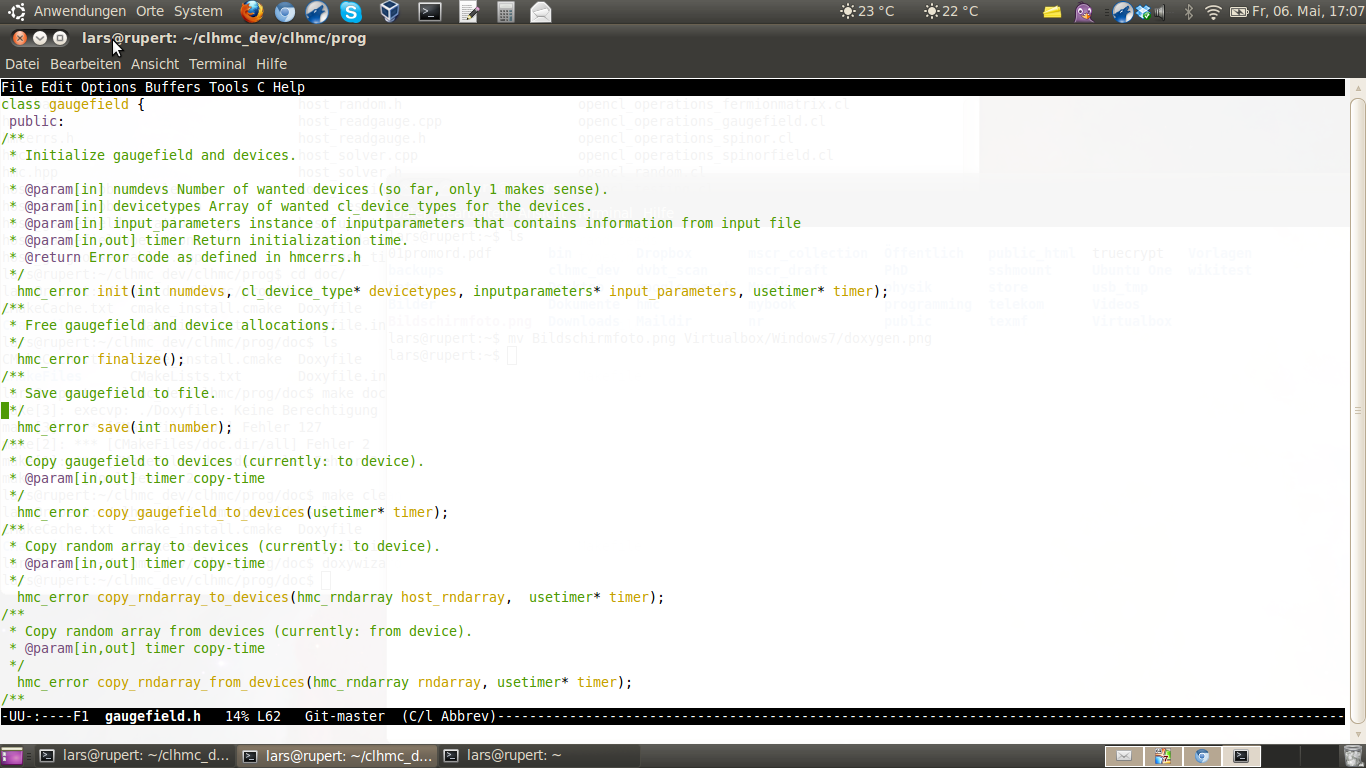 Anwendungen Orte System 23 °C 22 °C Fr, 06. Mai, 17:07
lars@rupert: ~/clhmc_dev/clhmc/prog
Datei Bearbeiten Ansicht Terminal Hilfe
File Edit Options Buffers Tools C Help
class gaugefield {
 public:
/**
 * Initialize gaugefield and devices.
 *
 * @param[in] numdevs Number of wanted devices (so far, only 1 makes sense).
 * @param[in] devicetypes Array of wanted cl_device_types for the devices.
 * @param[in] input_parameters instance of inputparameters that contains information from input file
 * @param[in,out] timer Return initialization time.
 * @return Error code as defined in hmcerrs.h
 */
  hmc_error init(int numdevs, cl_device_type* devicetypes, inputparameters* input_parameters, usetimer* timer);
/**
 * Free gaugefield and device allocations.
 */
  hmc_error finalize();
/**
 * Save gaugefield to file.
 */
  hmc_error save(int number);
/**
 * Copy gaugefield to devices (currently: to device).
 * @param[in,out] timer copy-time
 */
  hmc_error copy_gaugefield_to_devices(usetimer* timer);
/**
 * Copy random array to devices (currently: to device).
 * @param[in,out] timer copy-time
 */
  hmc_error copy_rndarray_to_devices(hmc_rndarray host_rndarray,  usetimer* timer);
/**
 * Copy random array from devices (currently: from device).
 * @param[in,out] timer copy-time
 */
  hmc_error copy_rndarray_from_devices(hmc_rndarray rndarray, usetimer* timer);
/**
-UU-:----F1  gaugefield.h   14% L62   Git-master  (C/l Abbrev)----------------------------------------------------------------------------------------------------------
lars@rupert: ~/clhmc_d... lars@rupert: ~/clhmc_d... lars@rupert: ~